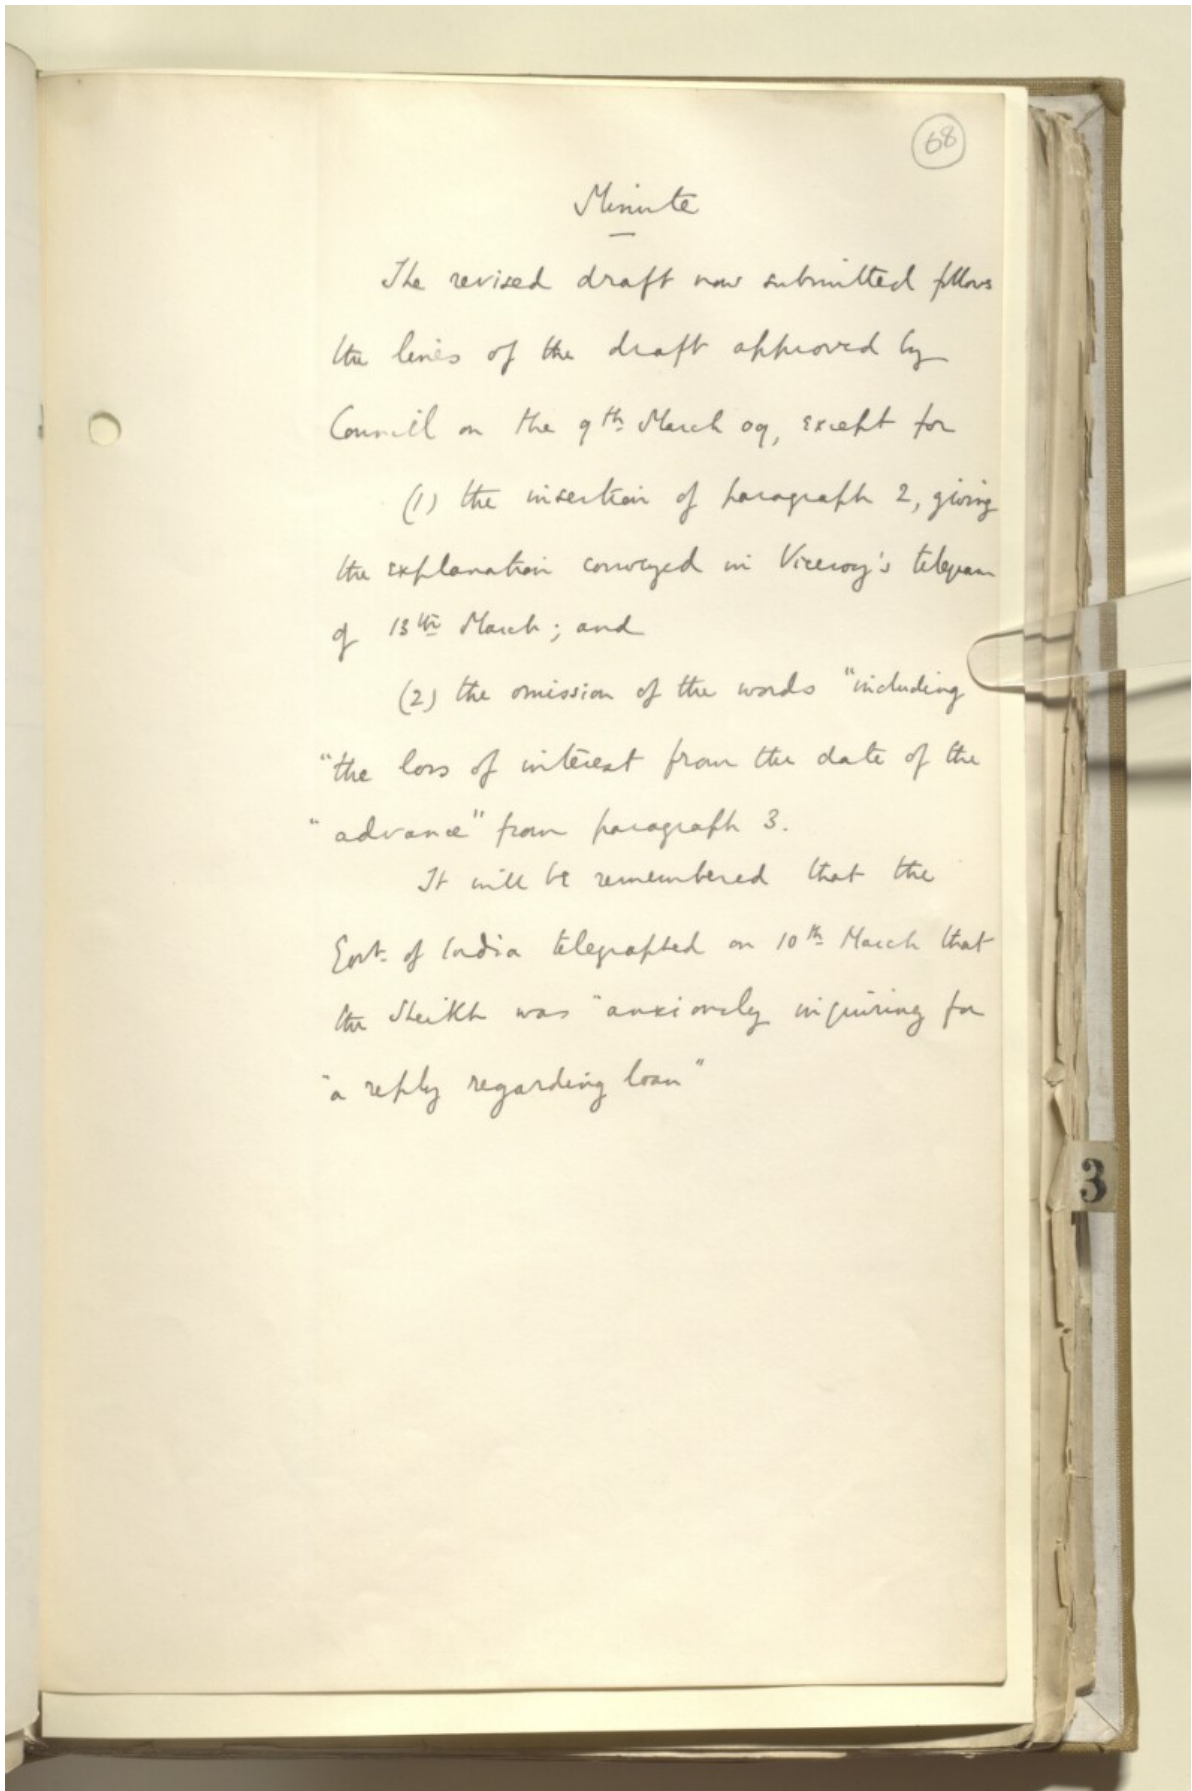 68
Minute
The revised draft now submitted follows
the lines of the draft approved by
Council on the 9th March 09, except for
(1) the insertion of paragraph 2, giving
the explanation conveyed in Viceroy's telegram
of 13th March; and
(2) the omission of the words "including
"the loss of interest from the date of the
"advance" from paragraph 3.
It will be remembered that the
Govt. of India telegraphed on 10th March that
the Sheikh was "anxiously inquiring for
"a reply regarding loan"
3